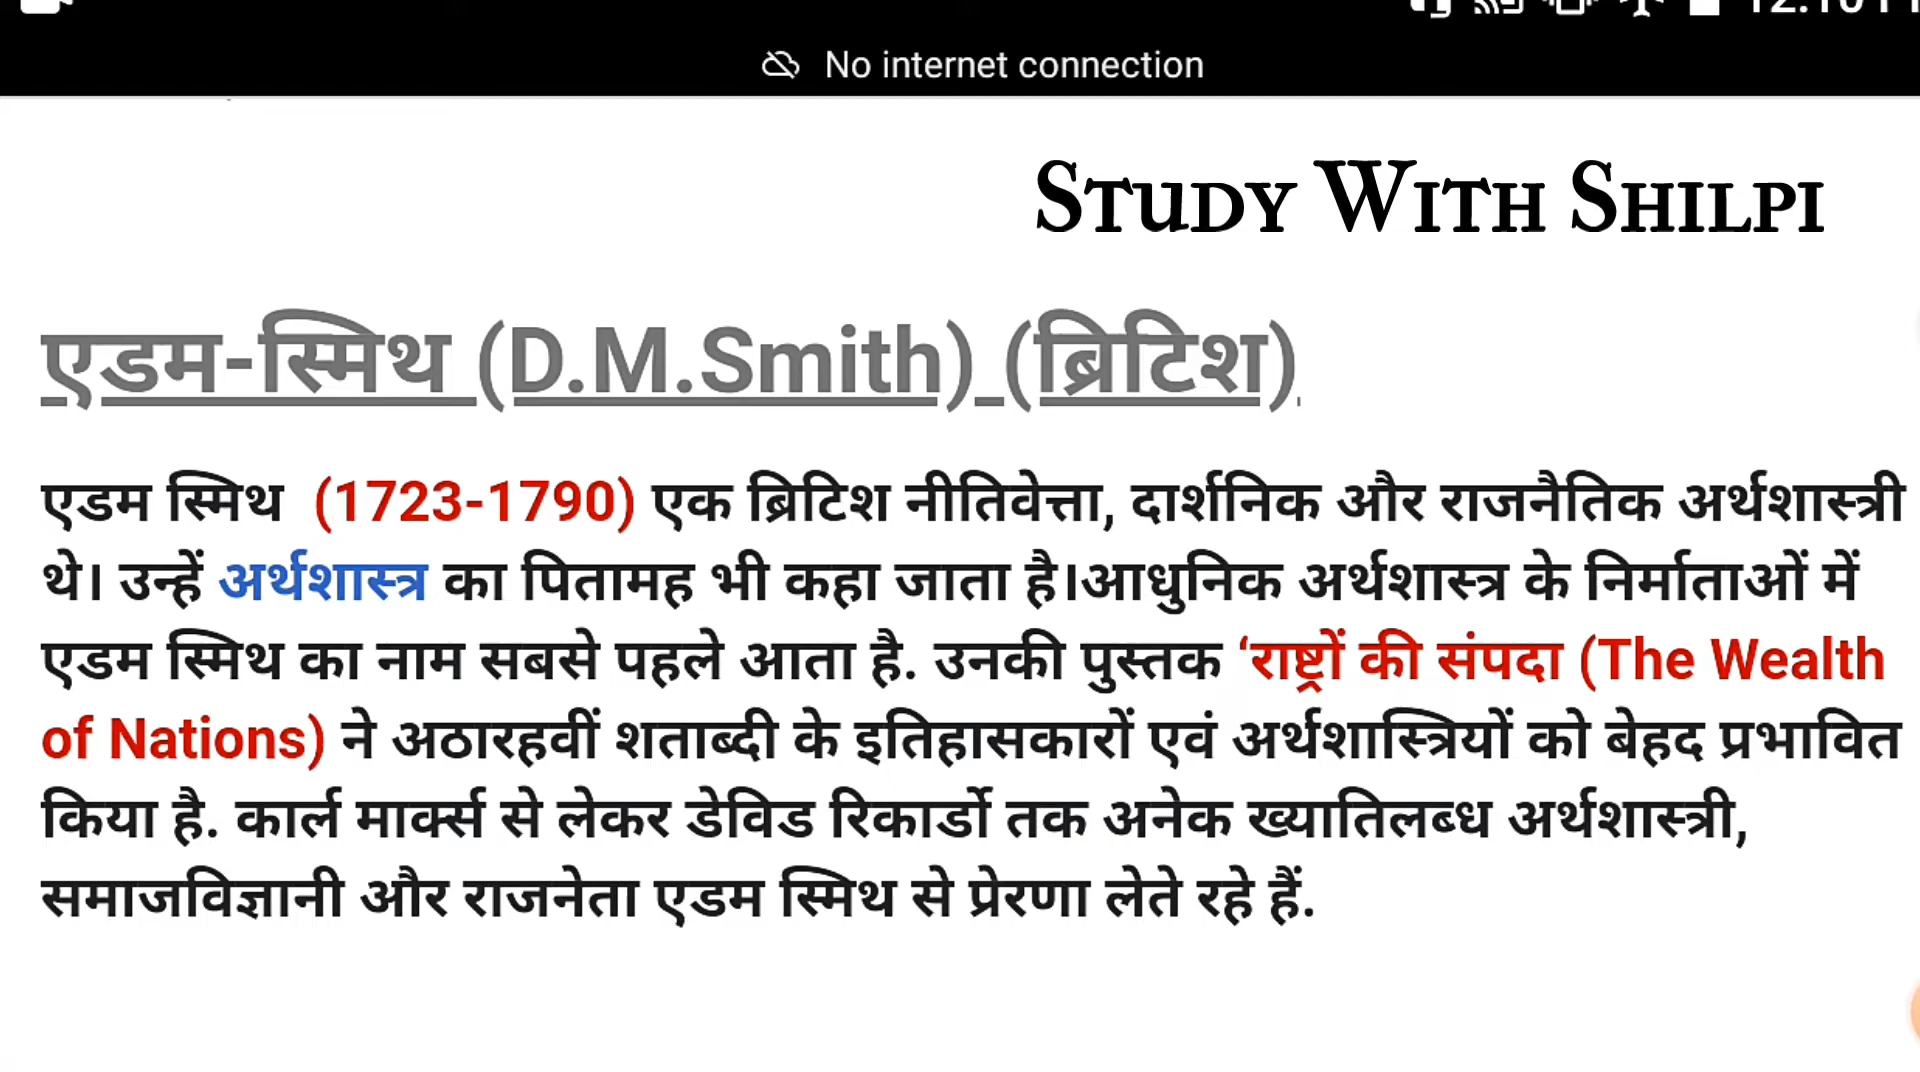 No internet connection
STUDY WITH SHILPI
एडम-स्मिथ (D.M.Smith) (ब्रिटिश)
एडम स्मिथ (1723-1790) एक ब्रिटिश नीतिवेत्ता, दार्शनिक और राजनैतिक अर्थशास्त्री
थे। उन्हें अर्थशास्त्र का पितामह भी कहा जाता है।आधुनिक अर्थशास्त्र के निर्माताओं में
एडम स्मिथ का नाम सबसे पहले आता है. उनकी पुस्तक ‘राष्ट्रों की संपदा (The Wealth
of Nations) ने अठारहवीं शताब्दी के इतिहासकारों एवं अर्थशास्त्रियों को बेहद प्रभावित
किया है. कार्ल मार्क्स से लेकर डेविड रिकार्डो तक अनेक ख्यातिलब्ध अर्थशास्त्री,
समाजविज्ञानी और राजनेता एडम स्मिथ से प्रेरणा लेते रहे हैं.